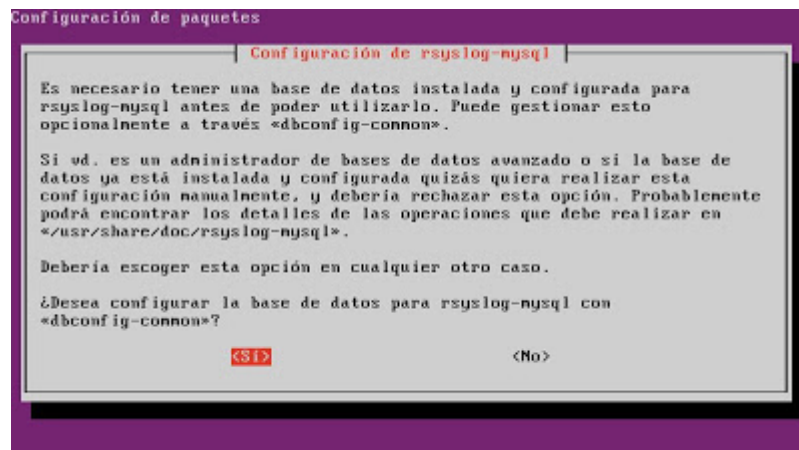 Configuración de paquetes
Configuración de rsyslog-mysql
Es necesario tener una base de datos instalada y configurada para
rsyslog-mysql antes de poder utilizarlo. Puede gestionar esto
opcionalmente a través «dbconfig-common».
Si vd. es un administrador de bases de datos avanzado o si la base de
datos ya está instalada y configurada quizás quiera realizar esta
configuración manualmente, y debería rechazar esta opción. Probablemente
podrá encontrar los detalles de las operaciones que debe realizar en
«/usr/share/doc/rsyslog-mysql».
Debería escoger esta opción en cualquier otro caso.
¿Desea configurar la base de datos para rsyslog-mysql con
«dbconfig-common»?
<Sí> <No>